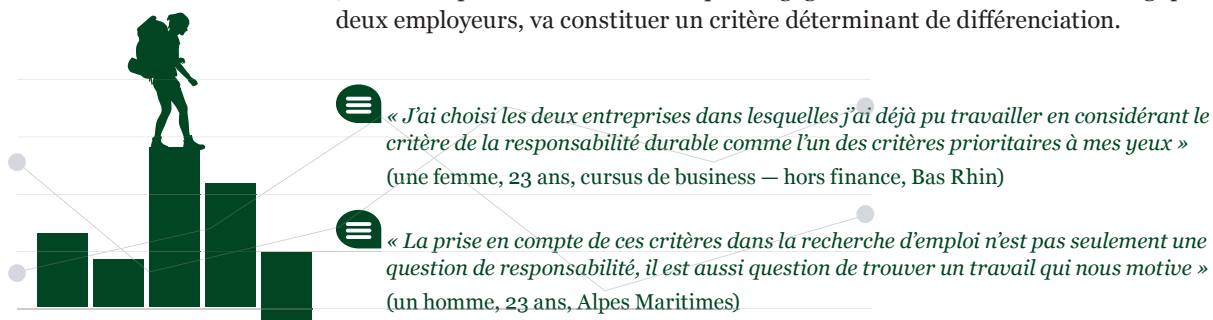 deux employeurs, va constituer un critère déterminant de différenciation.
« J’ai choisi les deux entreprises dans lesquelles j’ai déjà pu travailler en considérant le
critère de la responsabilité durable comme l’un des critères prioritaires à mes yeux »
(une femme, 23 ans, cursus de business — hors finance, Bas Rhin)
« La prise en compte de ces critères dans la recherche d’emploi n’est pas seulement une
question de responsabilité, il est aussi question de trouver un travail qui nous motive »
(un homme, 23 ans, Alpes Maritimes)